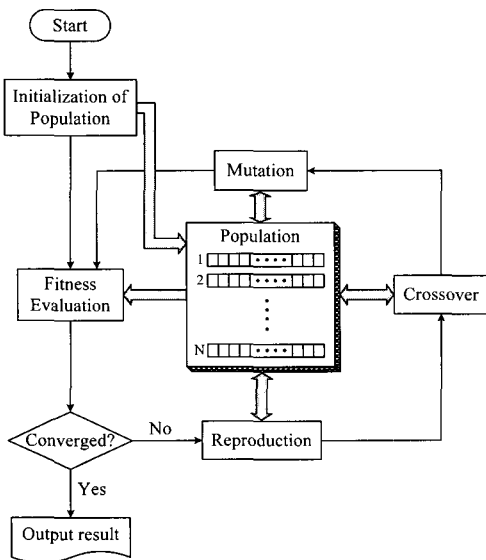 Start
Initialization of
Population
Mutation
Population
1
2
N
Fitness
Evaluation
Crossover
Converged?
No
Reproduction
Yes
Output result